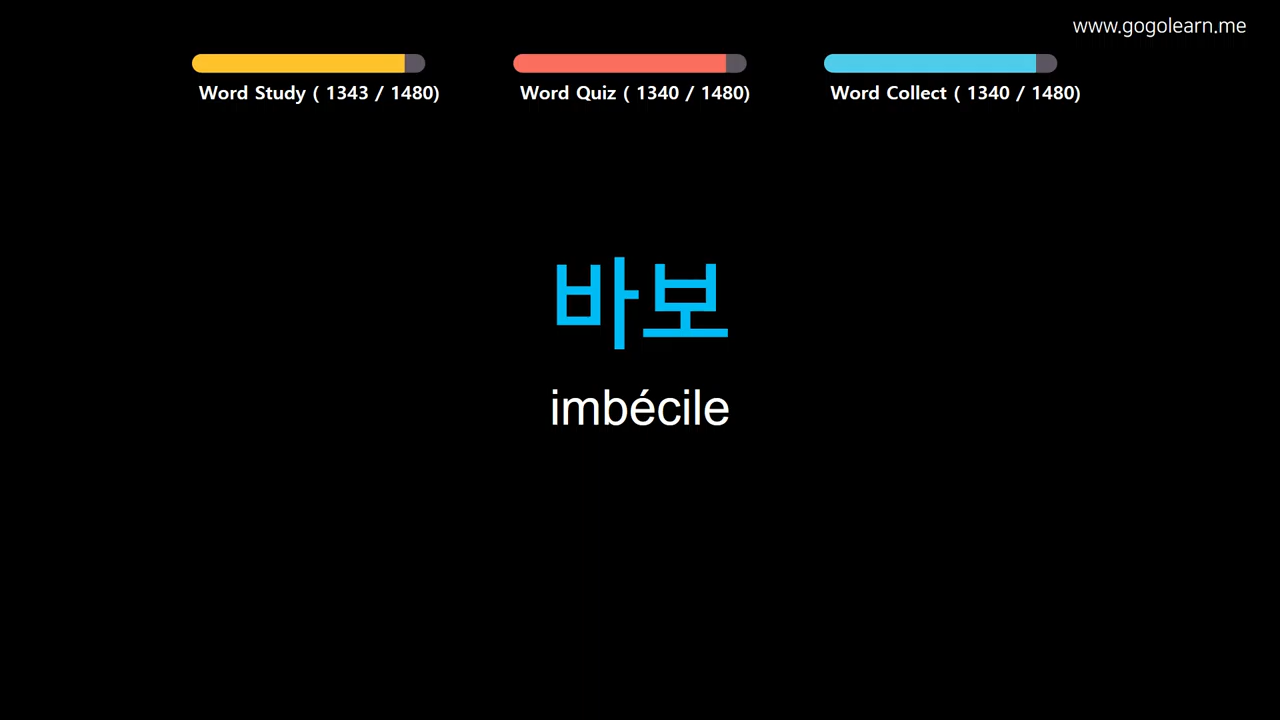 www.gogolearn.me
Word Study ( 1343 / 1480)
Word Quiz ( 1340 / 1480)
Word Collect ( 1340 / 1480)
바보
imbécile